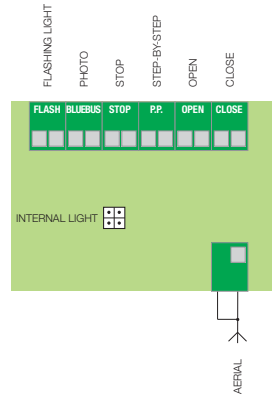 FLASHING LIGHT
PHOTO
STOP
STEP-BY-STEP
OPEN
CLOSE
FLASH BLUEBUS STOP P.P. OPEN CLOSE
INTERNAL LIGHT
AERIAL